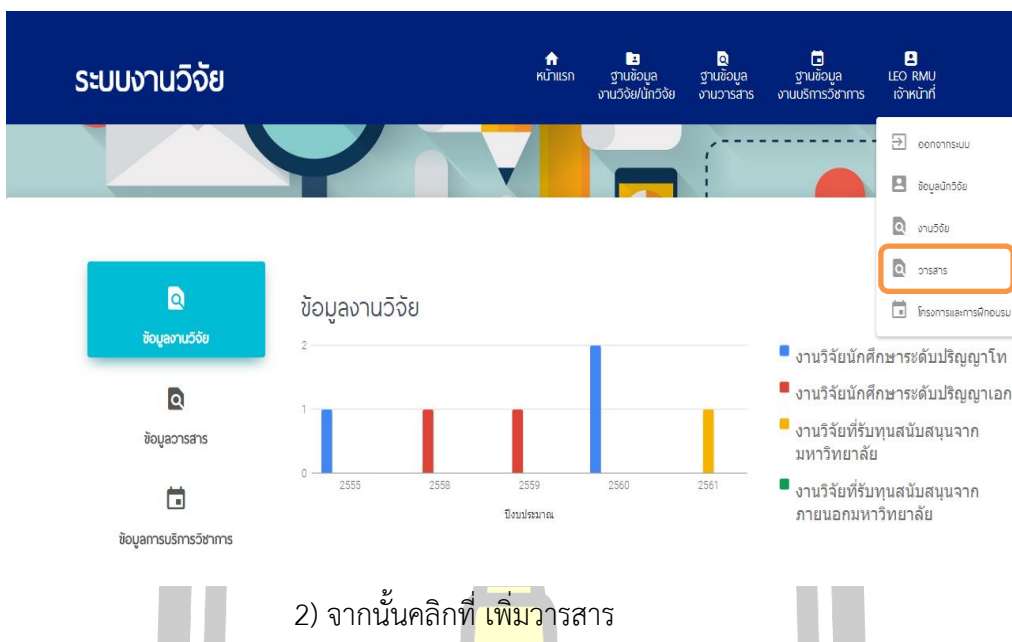 ระบบงานวิจัย
หน้าแรก
ฐานข้อมูล
งานวิจัย/นักวิจัย
ฐานข้อมูล
งานวารสาร
ฐานข้อมูล
งานบริการวิชาการ
LEO RMU
เจ้าหน้าที่
ออกจากระบบ
ข้อมูลนักวิจัย
งานวิจัย
วารสาร
โครงการและการฝึกอบรม
ข้อมูลงานวิจัย
ข้อมูลวารสาร
ข้อมูลการบริการวิชาการ
ข้อมูลงานวิจัย
2
1
0
2555
2558
2559
2560
2561
ปีงบประมาณ
งานวิจัยนักศึกษาระดับปริญญาโท
งานวิจัยนักศึกษาระดับปริญญาเอก
งานวิจัยที่รับทุนสนับสนุนจาก
มหาวิทยาลัย
งานวิจัยที่รับทุนสนับสนุนจาก
ภายนอกมหาวิทยาลัย
2) จากนั้นคลิกที่ เพิ่มวารสาร